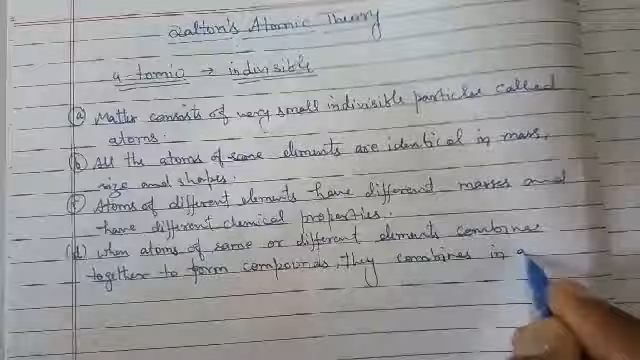 Dalton's Atomic Theory
a-tomic → indivisible
(a) Matter consists of very small indivisible particles called
atoms.
(b) All the atoms of same elements are identical in mass,
size and shapes.
(c) Atoms of different elements have different masses and
have different chemical properties.
(d) When atoms of same or different elements combines
together to form compounds, they combines in a